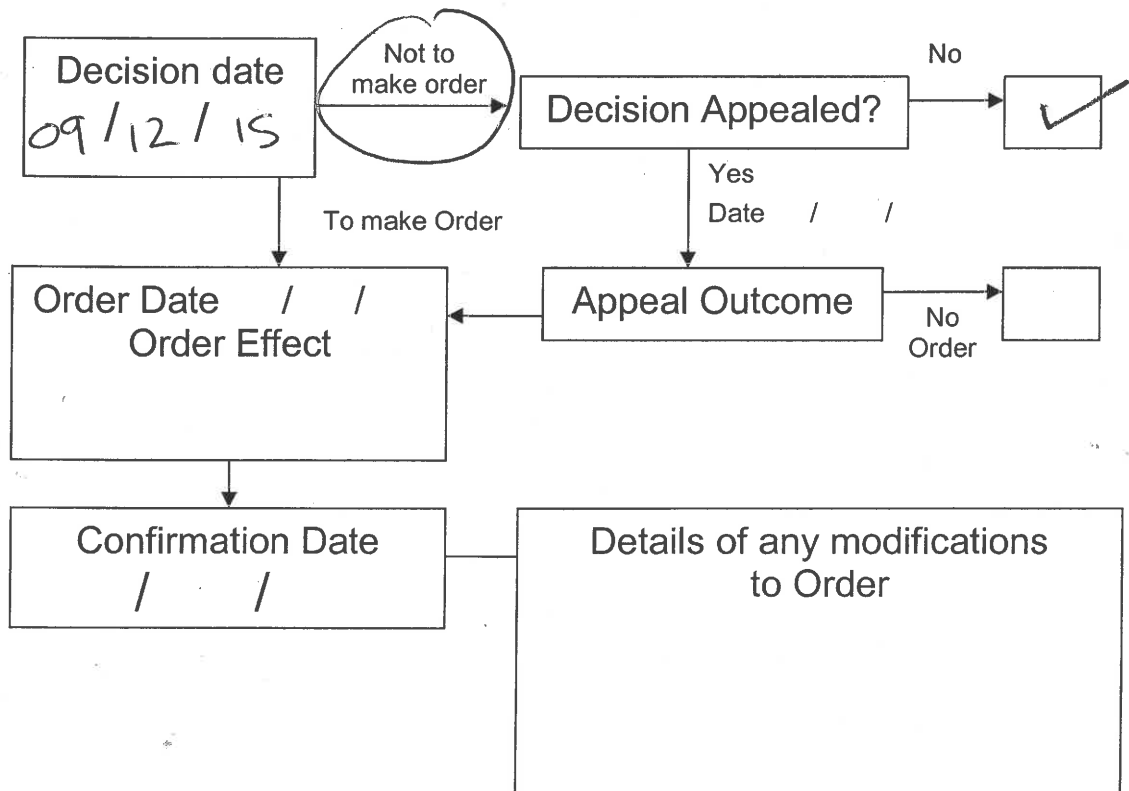 Decision date
09/12/15
Not to
make order
Decision Appealed?
No
✓
Yes
Date / /
To make Order
Order Date / /
Order Effect
Appeal Outcome
No
Order
Confirmation Date
/ /
Details of any modifications
to Order